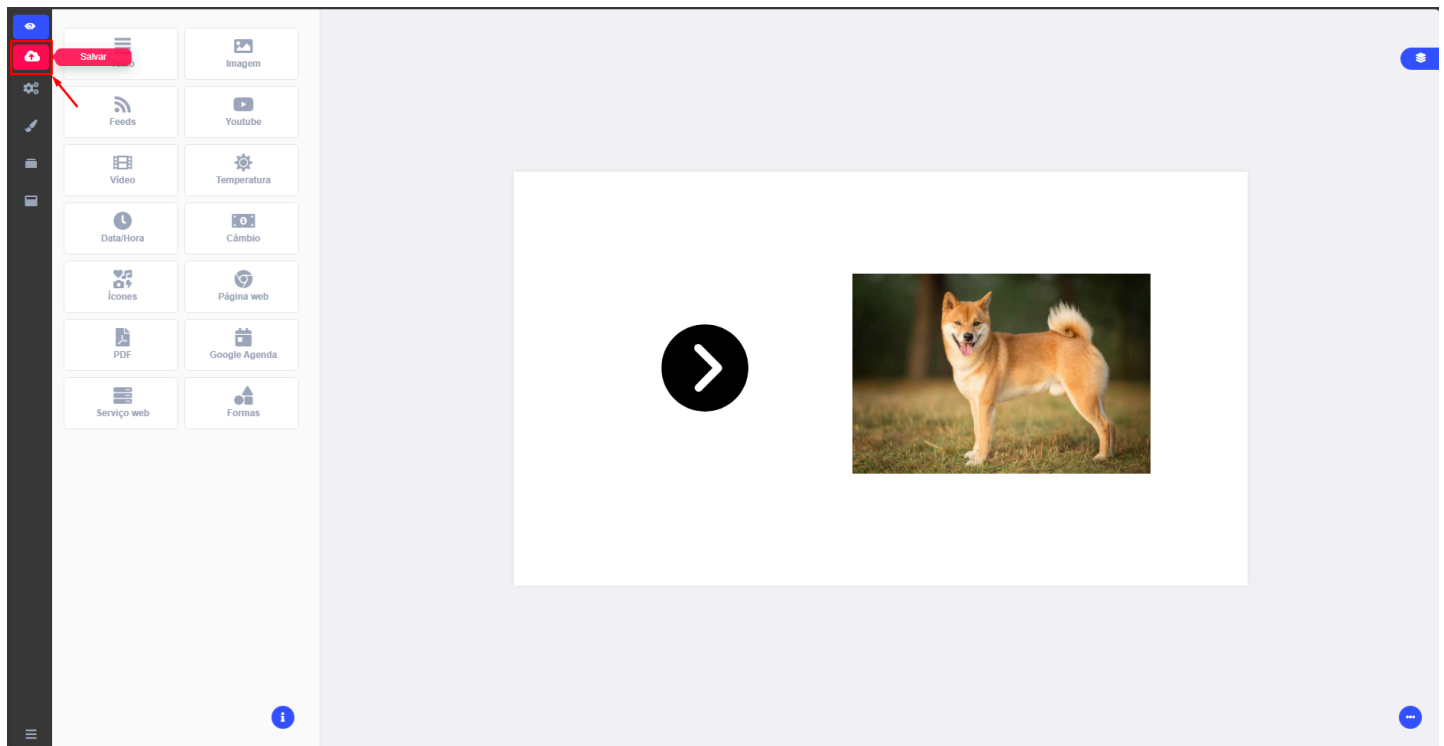 Salvar
Imagem
Feeds
Youtube
Vídeo
Temperatura
Data/Hora
Câmbio
Ícones
Página web
PDF
Google Agenda
Serviço web
Formas